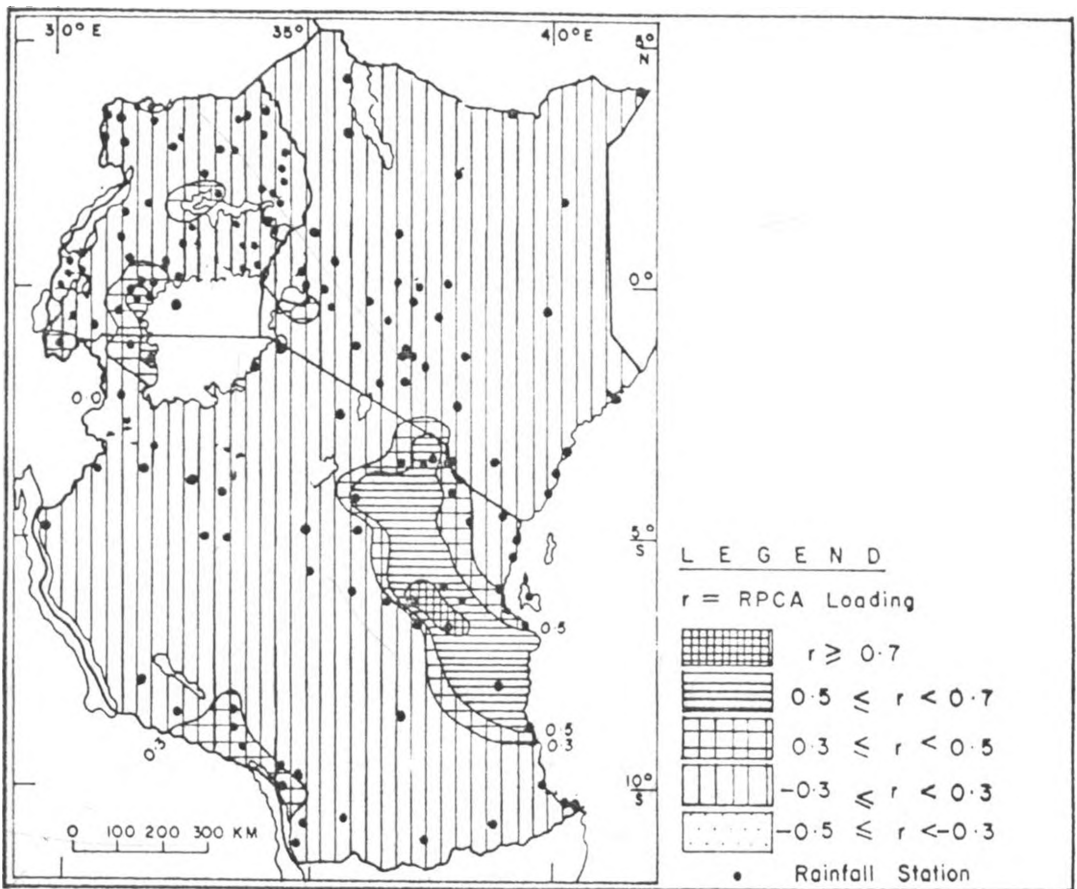 30°E 35° 40°E 5°
N
0°
0.0
5°
S
0.5
0.5
0.3
0.3
10°
S
0 100 200 300 KM
LEGEND
r = RPCA Loading
r ≥ 0.7
0.5 ≤ r < 0.7
0.3 ≤ r < 0.5
-0.3 ≤ r < 0.3
-0.5 ≤ r < -0.3
Rainfall Station